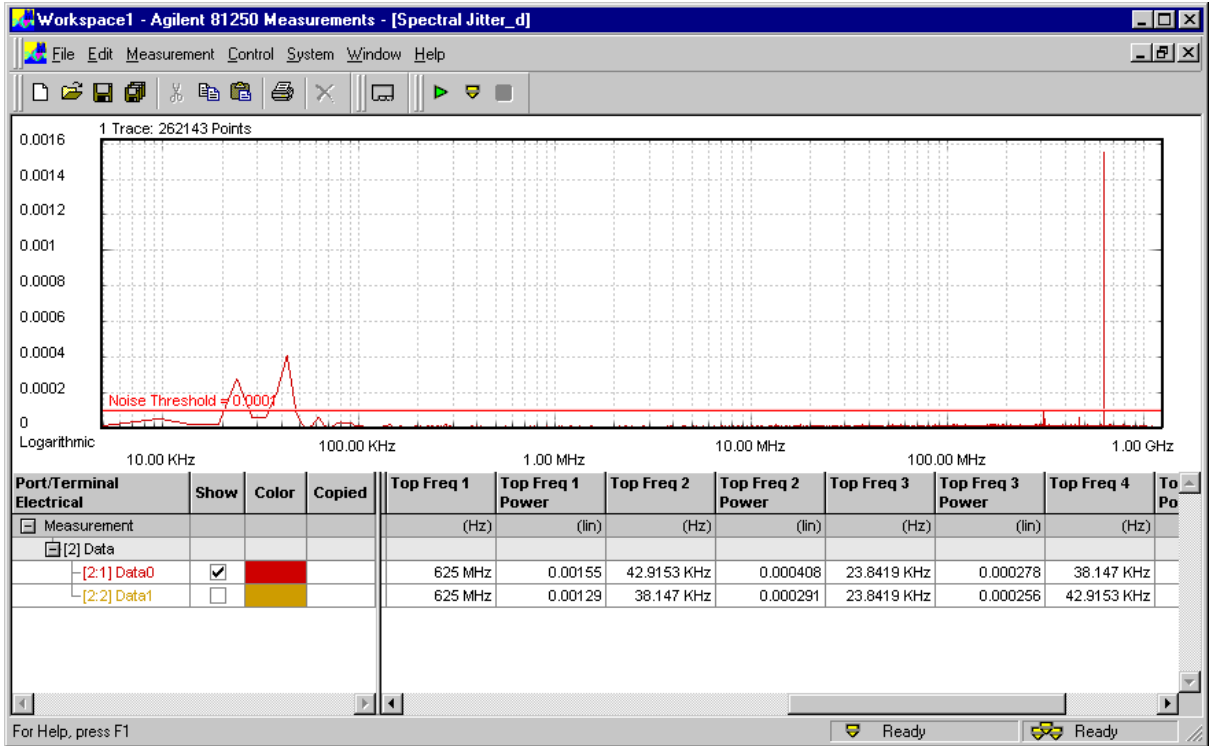 Workspace1 - Agilent 81250 Measurements - [Spectral Jitter_d]
File Edit Measurement Control System Window Help
1 Trace: 262143 Points
0.0016
0.0014
0.0012
0.001
0.0008
0.0006
0.0004
0.0002
Noise Threshold = 0.0001
0
Logarithmic
10.00 KHz
100.00 KHz
1.00 MHz
10.00 MHz
100.00 MHz
1.00 GHz
Port/Terminal Electrical Show Color Copied Top Freq 1 Top Freq 1 Power Top Freq 2 Top Freq 2 Power Top Freq 3 Top Freq 3 Power Top Freq 4
Measurement (Hz) (lin) (Hz) (lin) (Hz) (lin) (Hz)
[2] Data
[2:1] Data0 625 MHz 0.00155 42.9153 KHz 0.000408 23.8419 KHz 0.000278 38.147 KHz
[2:2] Data1 625 MHz 0.00129 38.147 KHz 0.000291 23.8419 KHz 0.000256 42.9153 KHz
For Help, press F1 Ready Ready